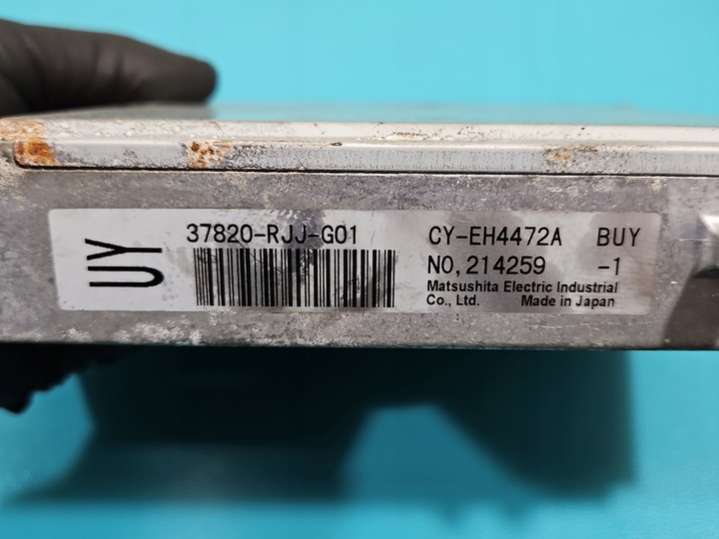 UY
37820-RJJ-G01 CY-EH4472A BUY
NO,214259 -1
Matsushita Electric Industrial
Co., Ltd. Made in Japan